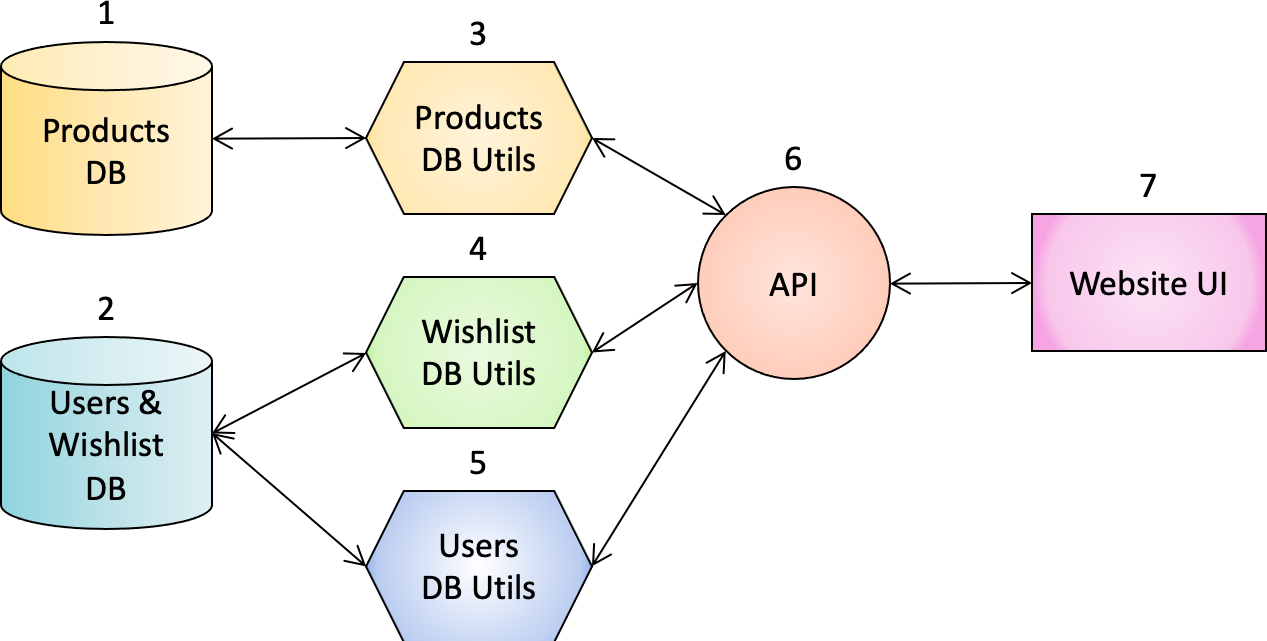 1
Products
DB
3
Products
DB Utils
6
API
7
Website UI
2
Users &
Wishlist
DB
4
Wishlist
DB Utils
5
Users
DB Utils